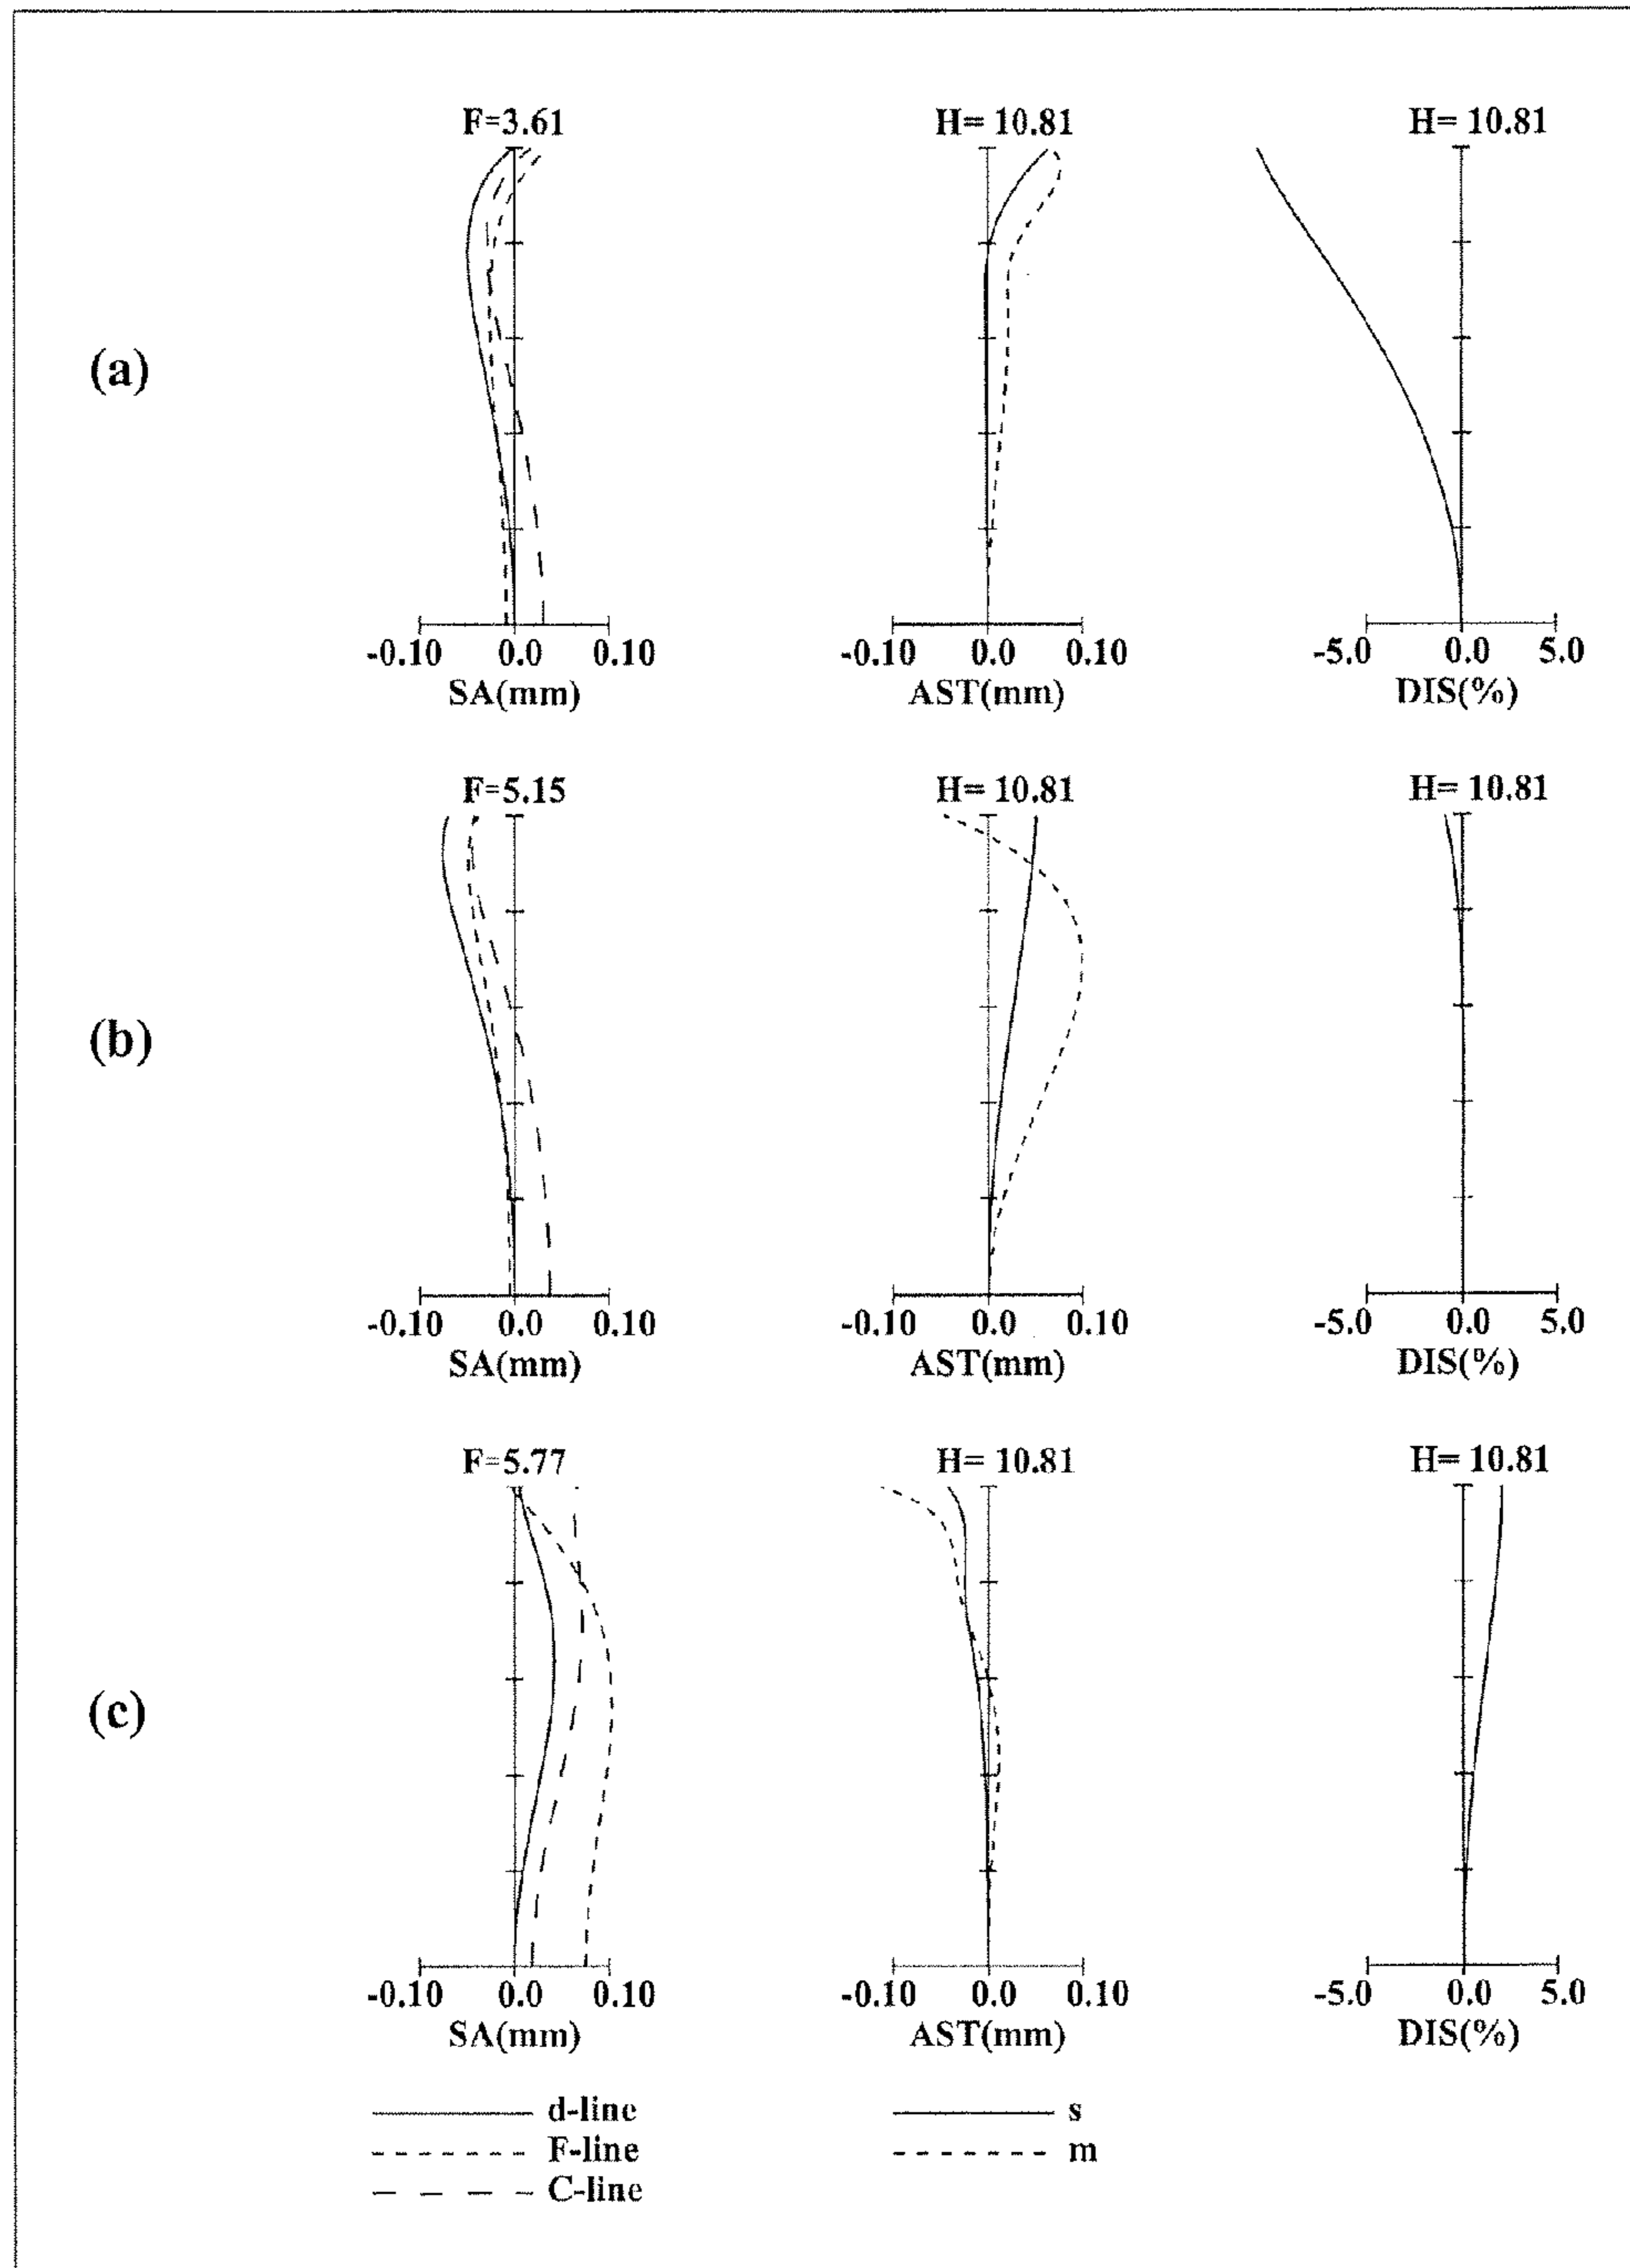 F=3.61 H= 10.81 H= 10.81
(a)
-0.10 0.0 0.10 -0.10 0.0 0.10 -5.0 0.0 5.0
SA(mm) AST(mm) DIS(%)
F=5.15 H= 10.81 H= 10.81
(b)
-0.10 0.0 0.10 -0.10 0.0 0.10 -5.0 0.0 5.0
SA(mm) AST(mm) DIS(%)
F=5.77 H= 10.81 H= 10.81
(c)
-0.10 0.0 0.10 -0.10 0.0 0.10 -5.0 0.0 5.0
SA(mm) AST(mm) DIS(%)
d-line s
F-line m
C-line